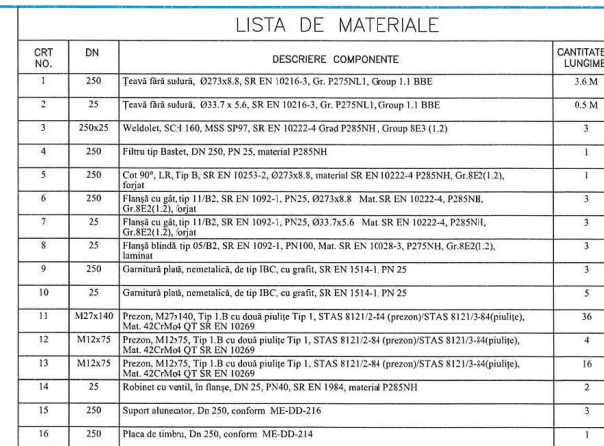 LISTA DE MATERIALE
CRT NO. DN DESCRIERE COMPONENTE CANTITATE LUNGIME
1 250 Țeavă fără sudură, Ø273x8.8, SR EN 10216-3, Gr. P275NL1, Group 1.1 BBE 3.6 M
2 25 Țeavă fără sudură, Ø33.7 x 5.6, SR EN 10216-3, Gr. P275NL1, Group 1.1 BBE 0.5 M
3 250x25 Weldolet, SCH 160, MSS SP97, SR EN 10222-4 Grad P285NH, Group 8E3 (1.2) 3
4 250 Filtru tip Basket, DN 250, PN 25, material P285NH 1
5 250 Cot 90°, LR, Tip B, SR EN 10253-2, Ø273x8.8, material SR EN 10222-4 P285NH, Gr.8E2(1.2), 1
forjat
6 250 Flanșă cu gât, tip 11/B2, SR EN 1092-1, PN25, Ø273x8.8 Mat. SR EN 10222-4, P285NH, 3
Gr.8E2(1.2), forjat
7 25 Flanșă cu gât, tip 11/B2, SR EN 1092-1, PN25, Ø33.7x5.6 Mat. SR EN 10222-4, P285NH, 3
Gr.8E2(1.2), forjat
8 25 Flanșă blindă tip 05/B2, SR EN 1092-1, PN100, Mat. SR EN 10028-3, P275NH, Gr.8E(1.2), 3
laminat
9 250 Garnitură plată, nemetalică, de tip IBC, cu grafit, SR EN 1514-1, PN 25 3
10 25 Garnitură plată, nemetalică, de tip IBC, cu grafit, SR EN 1514-1, PN 25 5
11 M27x140 Prezon, M27x140, Tip 1.B cu două piulițe Tip 1, STAS 8121/2-84 (prezon)/STAS 8121/3-84(piulițe), 36
Mat. 42CrMo4 QT SR EN 10269
12 M12x75 Prezon, M12x75, Tip 1.B cu două piulițe Tip 1, STAS 8121/2-84 (prezon)/STAS 8121/3-84(piulițe), 4
Mat. 42CrMo4 QT SR EN 10269
13 M12x75 Prezon, M12x75, Tip 1.B cu două piulițe Tip 1, STAS 8121/2-84 (prezon)/STAS 8121/3-84(piulițe), 16
Mat. 42CrMo4 QT SR EN 10269
14 25 Robinet cu ventil, în flanșe, DN 25, PN40, SR EN 1984, material P285NH 2
15 250 Suport alunecator, Dn 250, conform ME-DD-216 3
16 250 Placa de timbru, Dn 250, conform ME-DD-214 1